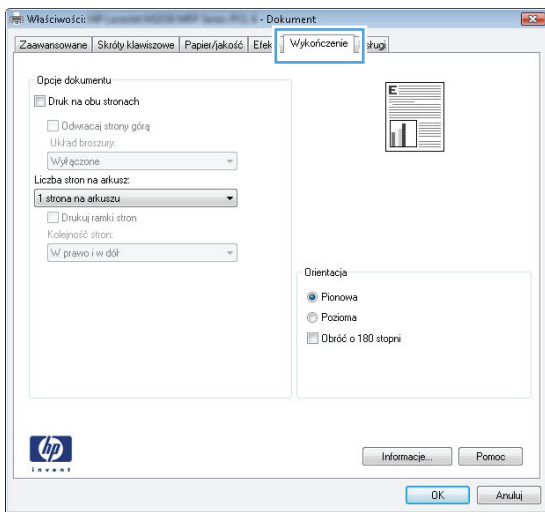 Właściwości: - Dokument
Zaawansowane Skróty klawiszowe Papier/jakość Efek Wykończenie sługi
Opcje dokumentu
Druk na obu stronach
Odwracaj strony górą
Układ broszury:
Wyłączone
Liczba stron na arkusz:
1 strona na arkuszu
Drukuj ramki stron
Kolejność stron:
W prawo i w dół
E
Orientacja
Pionowa
Pozioma
Obróć o 180 stopni
hp
invent
Informacje... Pomoc
OK Anuluj